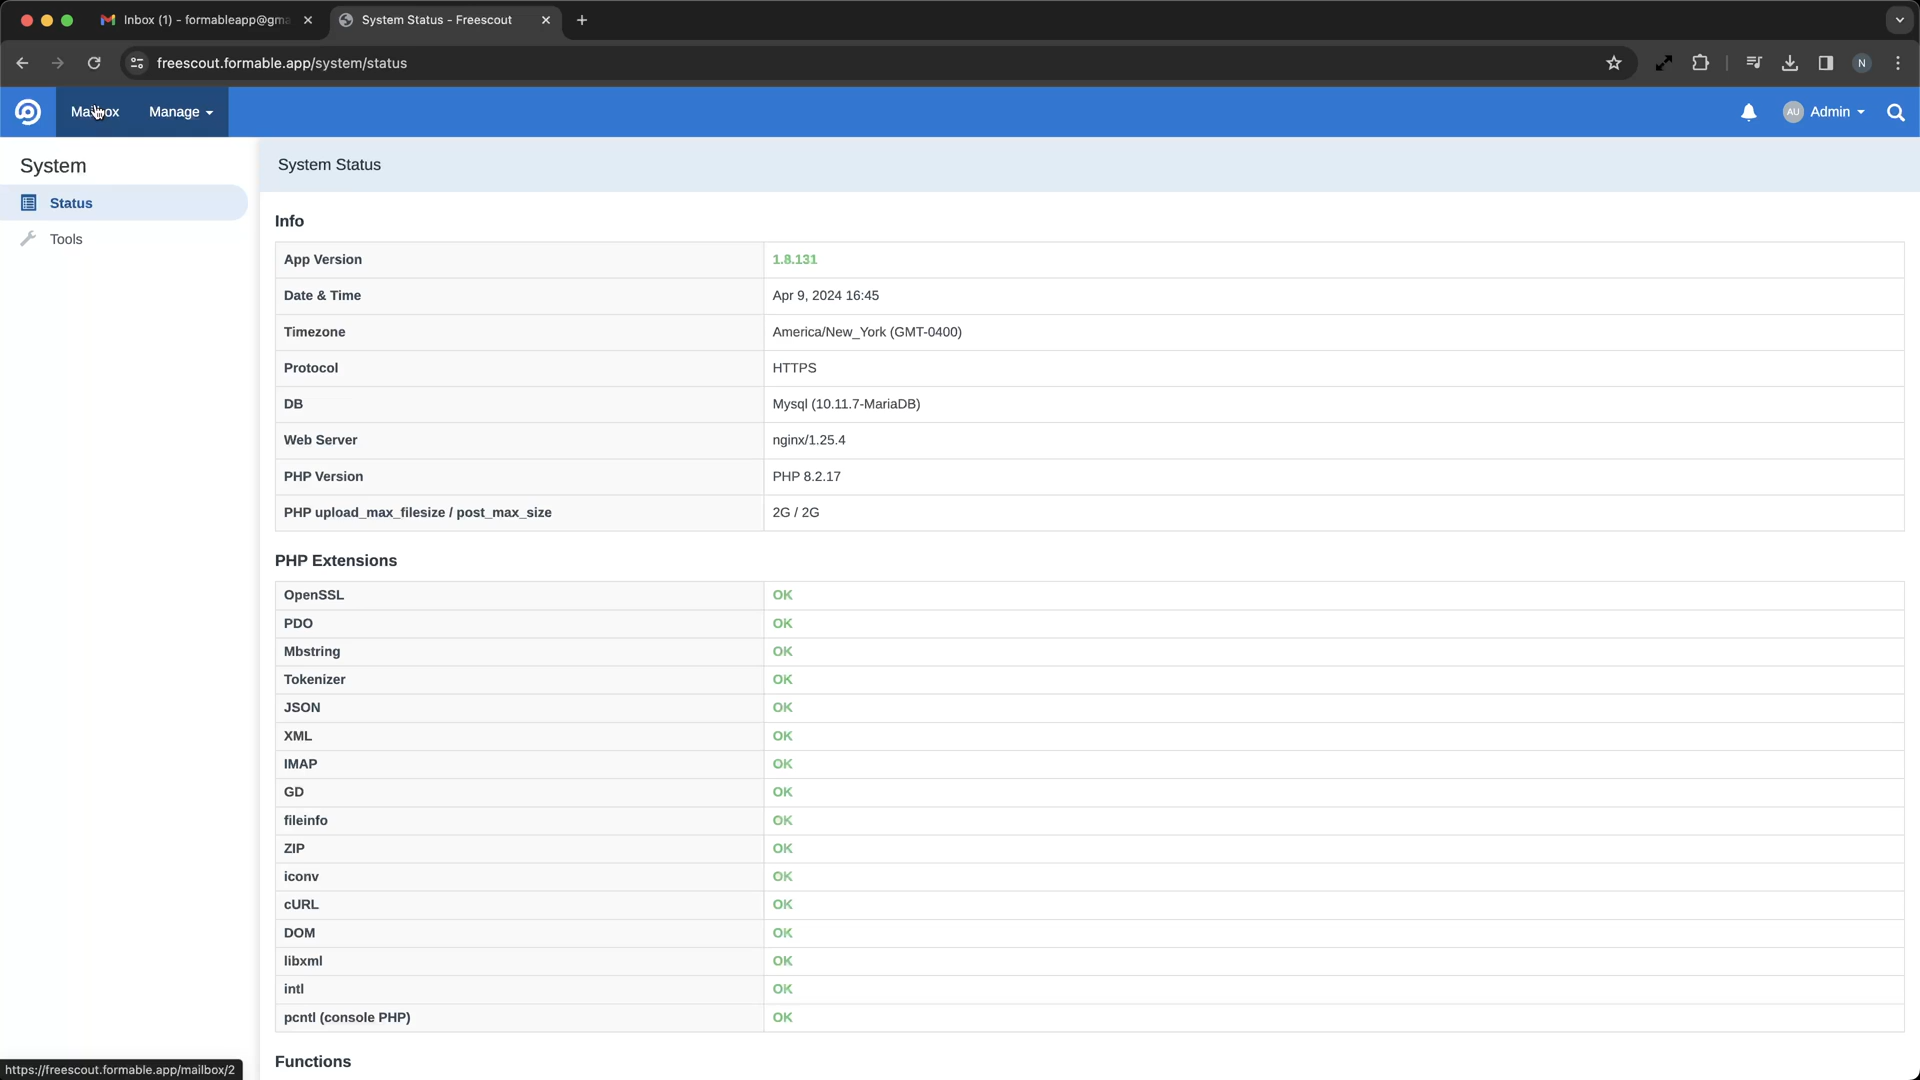 Inbox (1) - formableapp@gma
System Status - Freescout
freescout.formable.app/system/status
N
Mailbox
Manage
AU
Admin
System
Status
Tools
System Status
Info
App Version 1.8.131
Date & Time Apr 9, 2024 16:45
Timezone America/New_York (GMT-0400)
Protocol HTTPS
DB Mysql (10.11.7-MariaDB)
Web Server nginx/1.25.4
PHP Version PHP 8.2.17
PHP upload_max_filesize / post_max_size 2G / 2G
PHP Extensions
OpenSSL OK
PDO OK
Mbstring OK
Tokenizer OK
JSON OK
XML OK
IMAP OK
GD OK
fileinfo OK
ZIP OK
iconv OK
cURL OK
DOM OK
libxml OK
intl OK
pcntl (console PHP) OK
Functions
https://freescout.formable.app/mailbox/2